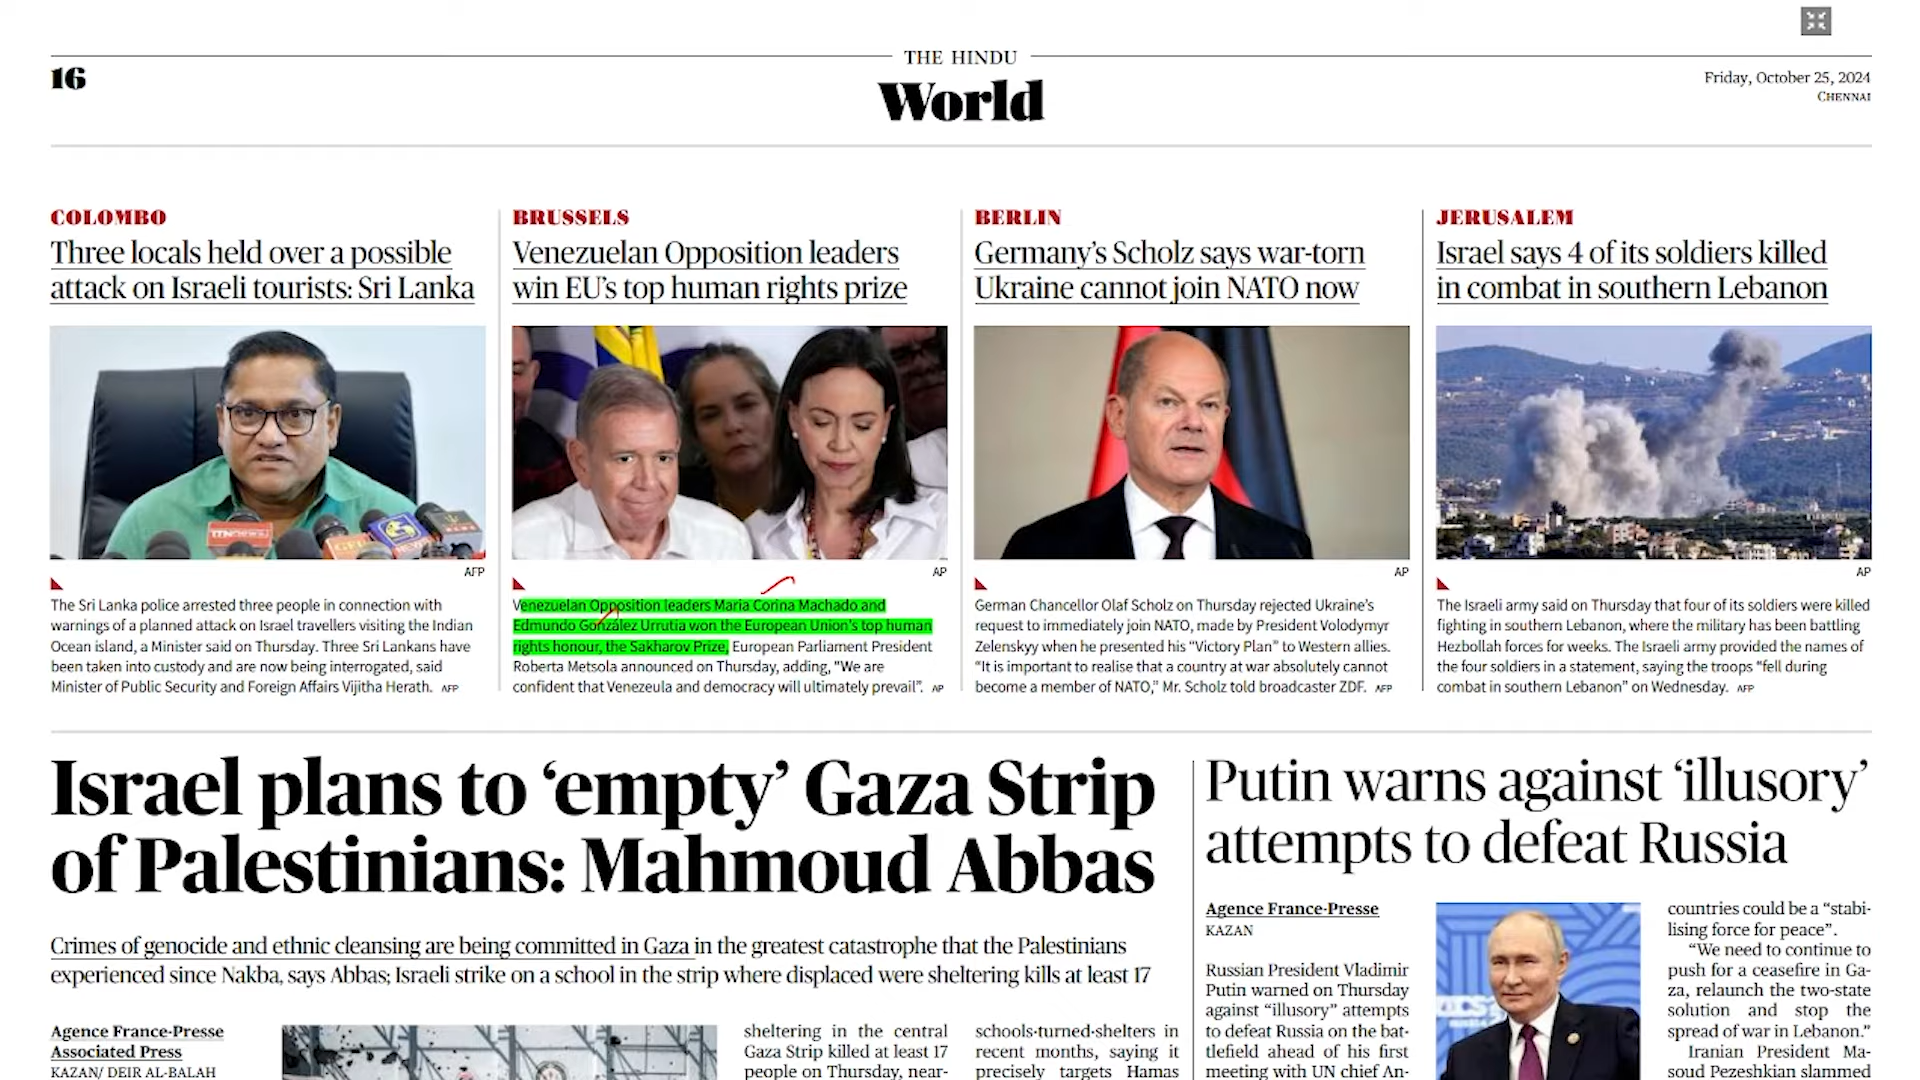 THE HINDU
16
World
Friday, October 25, 2024
CHENNAI
COLOMBO
Three locals held over a possible
attack on Israeli tourists: Sri Lanka
AFP
The Sri Lanka police arrested three people in connection with
warnings of a planned attack on Israel travellers visiting the Indian
Ocean island, a Minister said on Thursday. Three Sri Lankans have
been taken into custody and are now being interrogated, said
Minister of Public Security and Foreign Affairs Vijitha Herath. AFP
BRUSSELS
Venezuelan Opposition leaders
win EU's top human rights prize
AP
Venezuelan Opposition leaders Maria Corina Machado and
Edmundo González Urrutia won the European Union's top human
rights honour, the Sakharov Prize, European Parliament President
Roberta Metsola announced on Thursday, adding, "We are
confident that Venezeula and democracy will ultimately prevail". AP
BERLIN
Germany's Scholz says war-torn
Ukraine cannot join NATO now
AP
German Chancellor Olaf Scholz on Thursday rejected Ukraine's
request to immediately join NATO, made by President Volodymyr
Zelenskyy when he presented his "Victory Plan" to Western allies.
"It is important to realise that a country at war absolutely cannot
become a member of NATO," Mr. Scholz told broadcaster ZDF. AFP
JERUSALEM
Israel says 4 of its soldiers killed
in combat in southern Lebanon
AP
The Israeli army said on Thursday that four of its soldiers were killed
fighting in southern Lebanon, where the military has been battling
Hezbollah forces for weeks. The Israeli army provided the names of
the four soldiers in a statement, saying the troops "fell during
combat in southern Lebanon" on Wednesday. AFP
Israel plans to 'empty' Gaza Strip
of Palestinians: Mahmoud Abbas
Crimes of genocide and ethnic cleansing are being committed in Gaza in the greatest catastrophe that the Palestinians
experienced since Nakba, says Abbas; Israeli strike on a school in the strip where displaced were sheltering kills at least 17
Agence France-Presse
Associated Press
KAZAN/ DEIR AL-BALAH
sheltering in the central
Gaza Strip killed at least 17
people on Thursday, near-
schools-turned-shelters in
recent months, saying it
precisely targets Hamas
Putin warns against 'illusory'
attempts to defeat Russia
Agence France-Presse
KAZAN
Russian President Vladimir
Putin warned on Thursday
against "illusory" attempts
to defeat Russia on the bat-
tlefield ahead of his first
meeting with UN chief An-
countries could be a "stabi-
lising force for peace".
"We need to continue to
push for a ceasefire in Ga-
za, relaunch the two-state
solution and stop the
spread of war in Lebanon."
Iranian President Ma-
soud Pezeshkian slammed